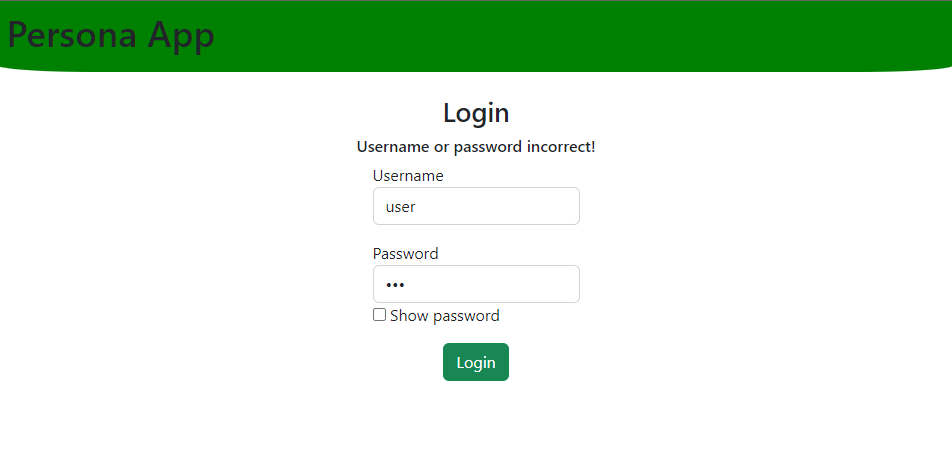 Persona App
Login
Username or password incorrect!
Username
user
Password
•••
Show password
Login